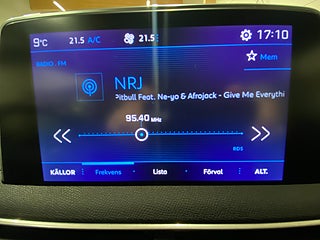 9°C 21.5 A/C 21.5 17:10
Mem
RADIO : FM
NRJ
Pitbull Feat. Ne-yo & Afrojack - Give Me Everythi
95.40 MHz
RDS
KÄLLOR Frekvens Lista Förval ALT.